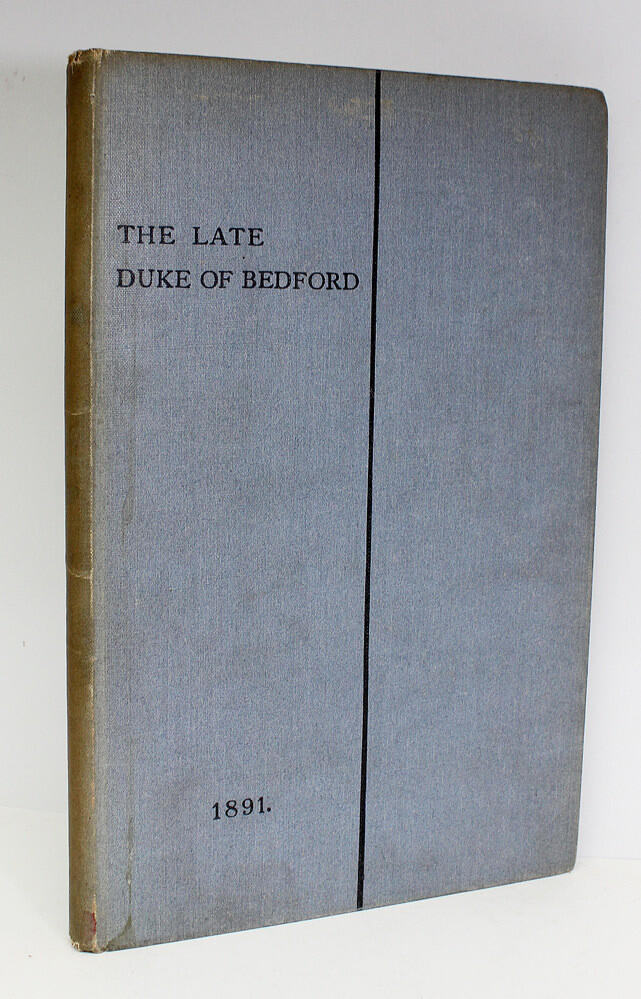 THE LATE
DUKE OF BEDFORD
1891.